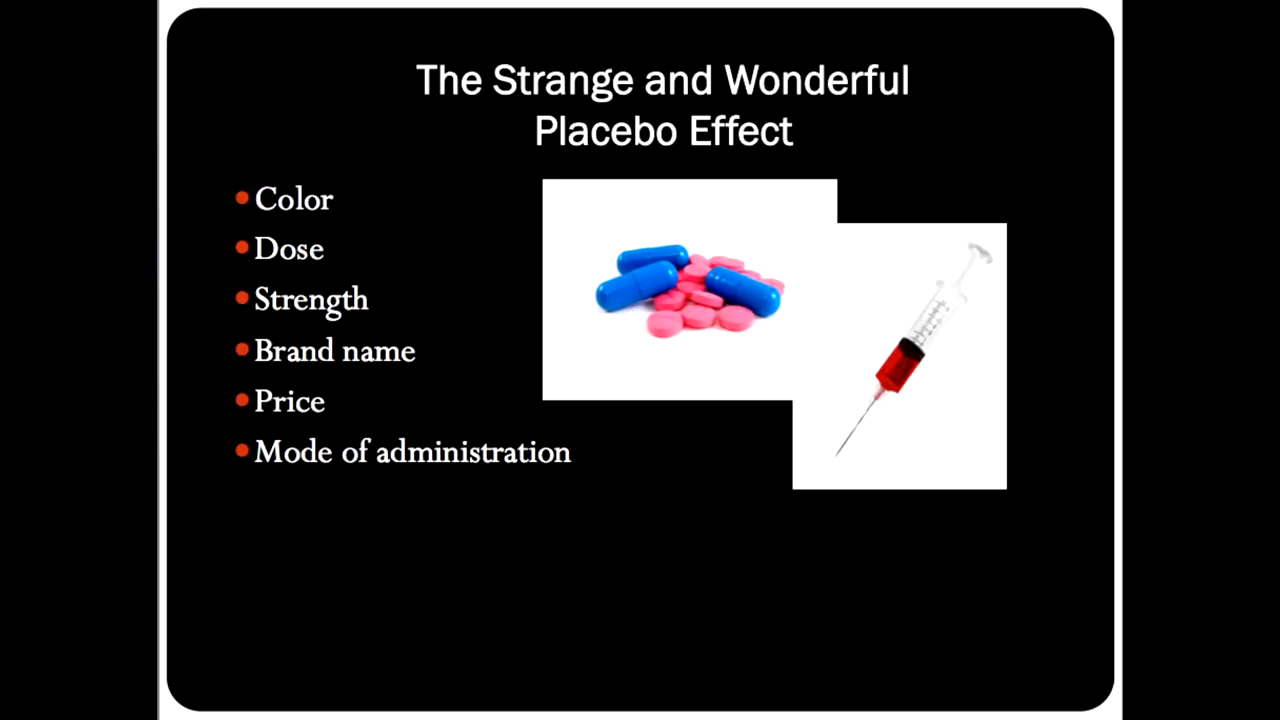 The Strange and Wonderful
Placebo Effect
Color
Dose
Strength
Brand name
Price
Mode of administration